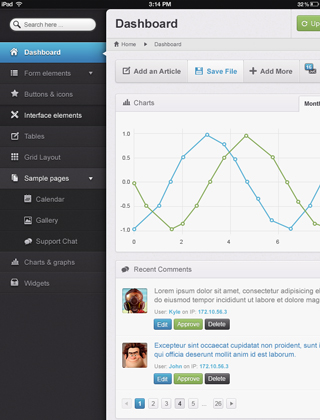 iPad
3:14 PM
32%
Search here ...
Dashboard
Form elements
Buttons & icons
Interface elements
Tables
Grid Layout
Sample pages
Calendar
Gallery
Support Chat
Charts & graphs
Widgets
Dashboard
Home
Dashboard
Add an Article
Save File
Add More
Charts
Month
1.0
0.5
0.0
-0.5
-1.0
0 2 4 6
Recent Comments
Lorem ipsum dolor sit amet, consectetur adipisicing el
do eiusmod tempor incididunt ut labore et dolore mag
User: Kyle on IP: 172.10.56.3
Edit Approve Delete
Excepteur sint occaecat cupidatat non proident, sunt i
qui officia deserunt mollit anim id est laborum.
User: John on IP: 172.10.56.3
Edit Approve Delete
« 1 2 3 4 5 ... 26 »